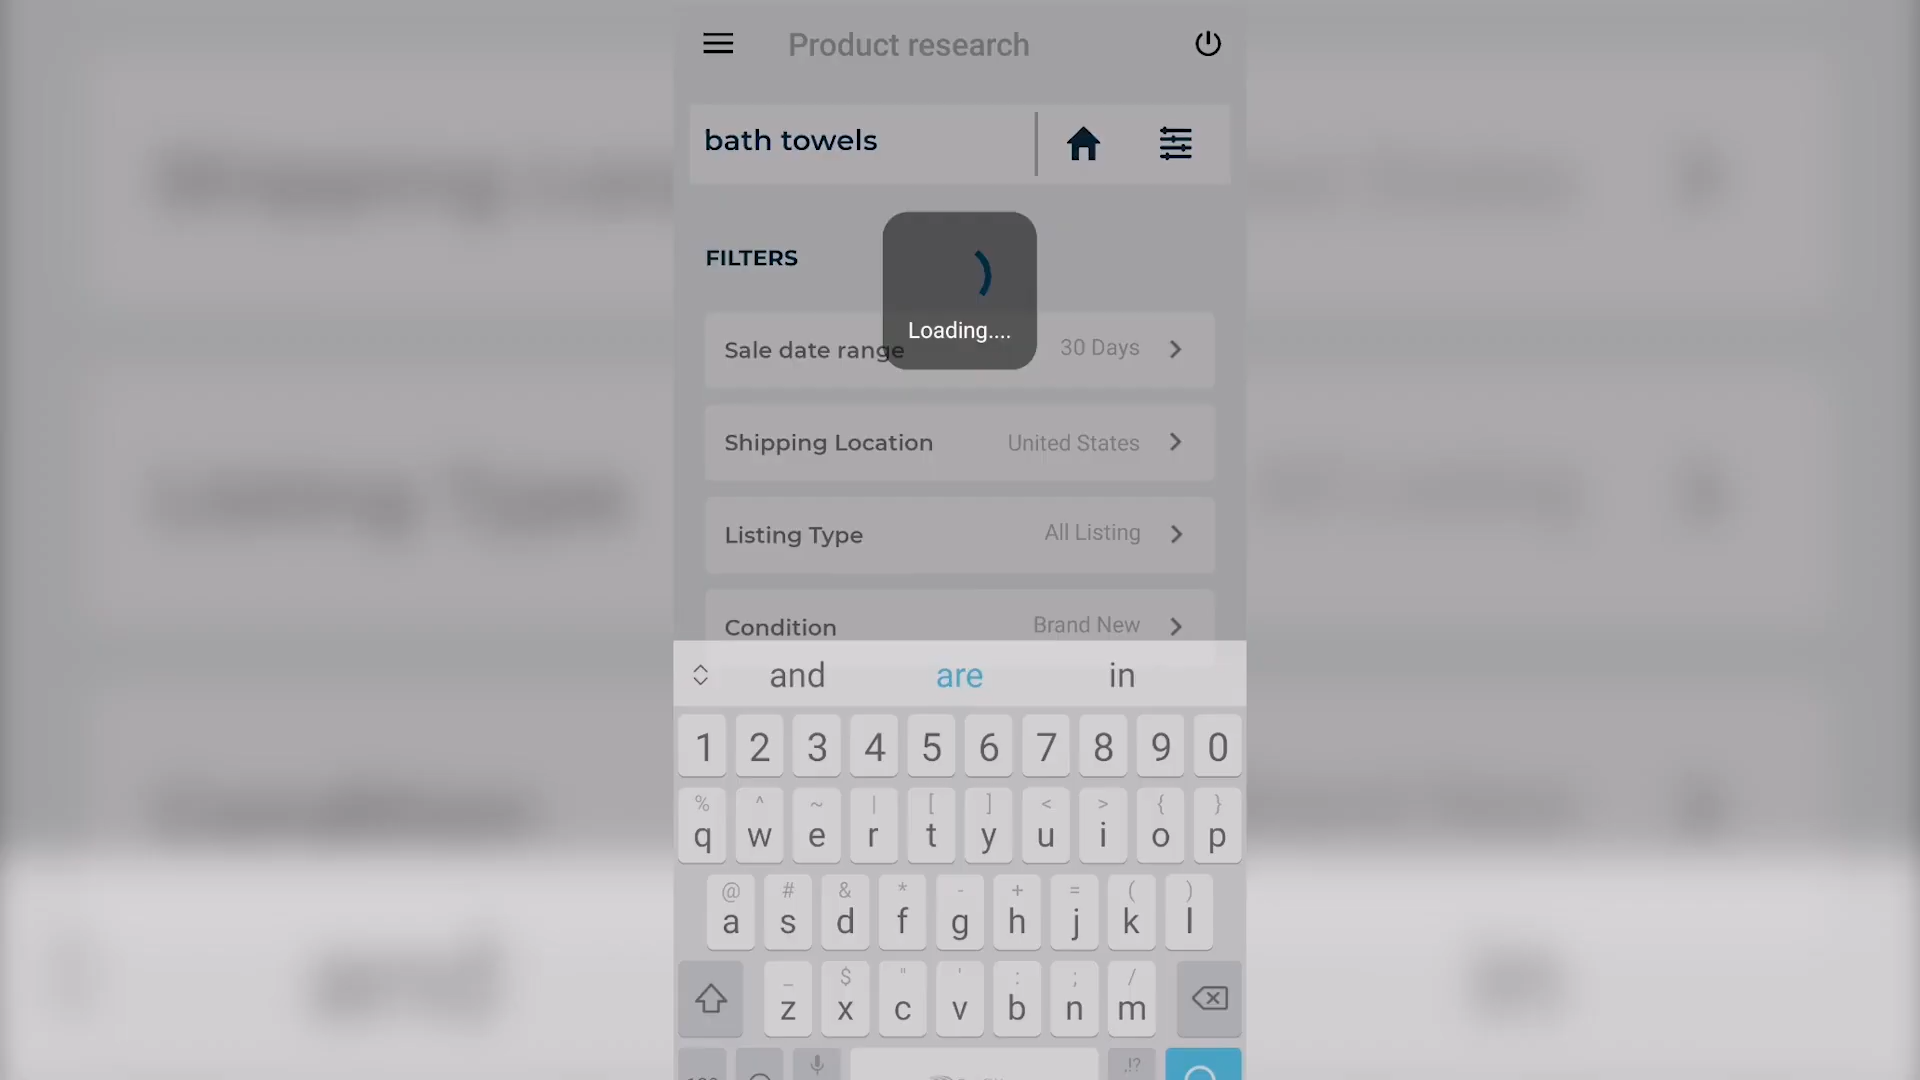 Product research
bath towels
FILTERS
Loading....
Sale date range 30 Days
Shipping Location United States
Listing Type All Listing
Condition Brand New
and are in
1 2 3 4 5 6 7 8 9 0
% ^ ~ | [ ] < > { }
q w e r t y u i o p
@ # & * - + = ( )
a s d f g h j k l
_ $ " ' : ; /
z x c v b n m
,!?